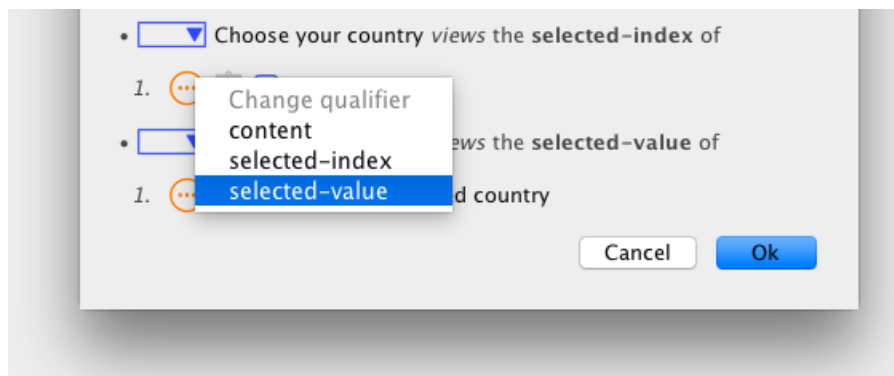 • Choose your country views the selected-index of
1.
Change qualifier
content
selected-index
selected-value
• views the selected-value of
1. d country
Cancel Ok